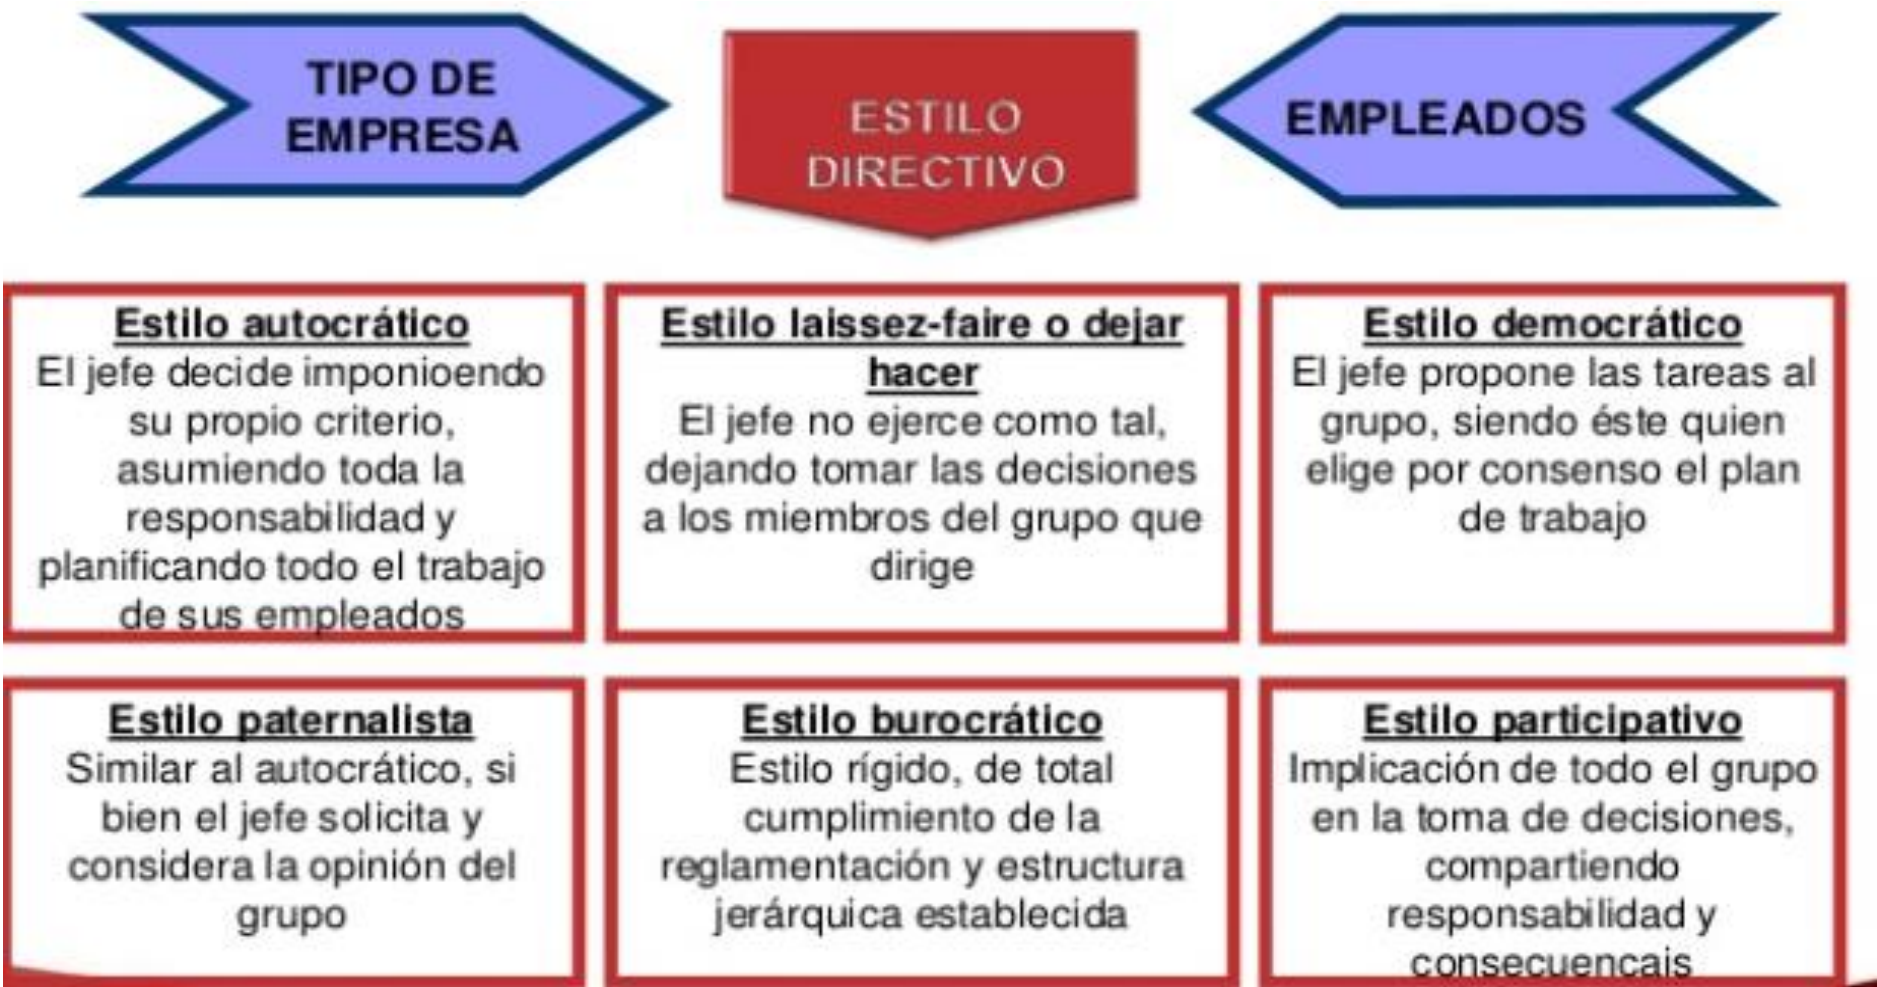 TIPO DE
EMPRESA
ESTILO
DIRECTIVO
EMPLEADOS
Estilo autocrático
El jefe decide imponioendo
su propio criterio,
asumiendo toda la
responsabilidad y
planificando todo el trabajo
de sus empleados
Estilo laissez-faire o dejar
hacer
El jefe no ejerce como tal,
dejando tomar las decisiones
a los miembros del grupo que
dirige
Estilo democrático
El jefe propone las tareas al
grupo, siendo éste quien
elige por consenso el plan
de trabajo
Estilo paternalista
Similar al autocrático, si
bien el jefe solicita y
considera la opinión del
grupo
Estilo burocrático
Estilo rígido, de total
cumplimiento de la
reglamentación y estructura
jerárquica establecida
Estilo participativo
Implicación de todo el grupo
en la toma de decisiones,
compartiendo
responsabilidad y
consecuencais